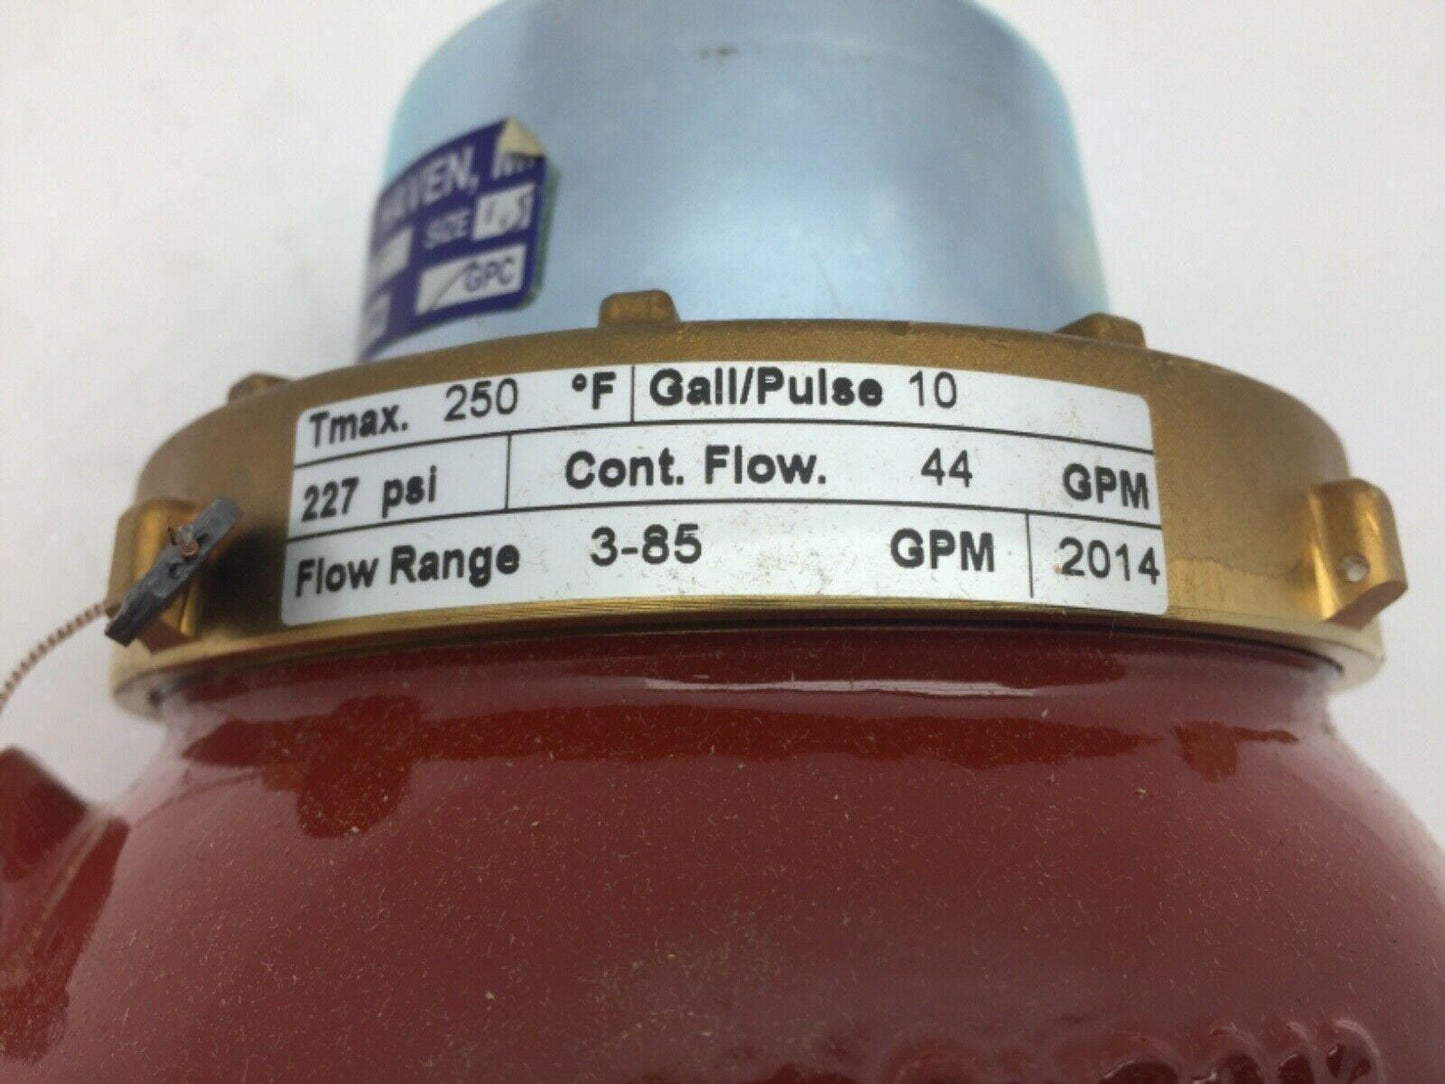 HAVEN,
SIZE
GPC
Tmax. 250 °F Gall/Pulse 10
227 psi Cont. Flow. 44 GPM
Flow Range 3-85 GPM 2014